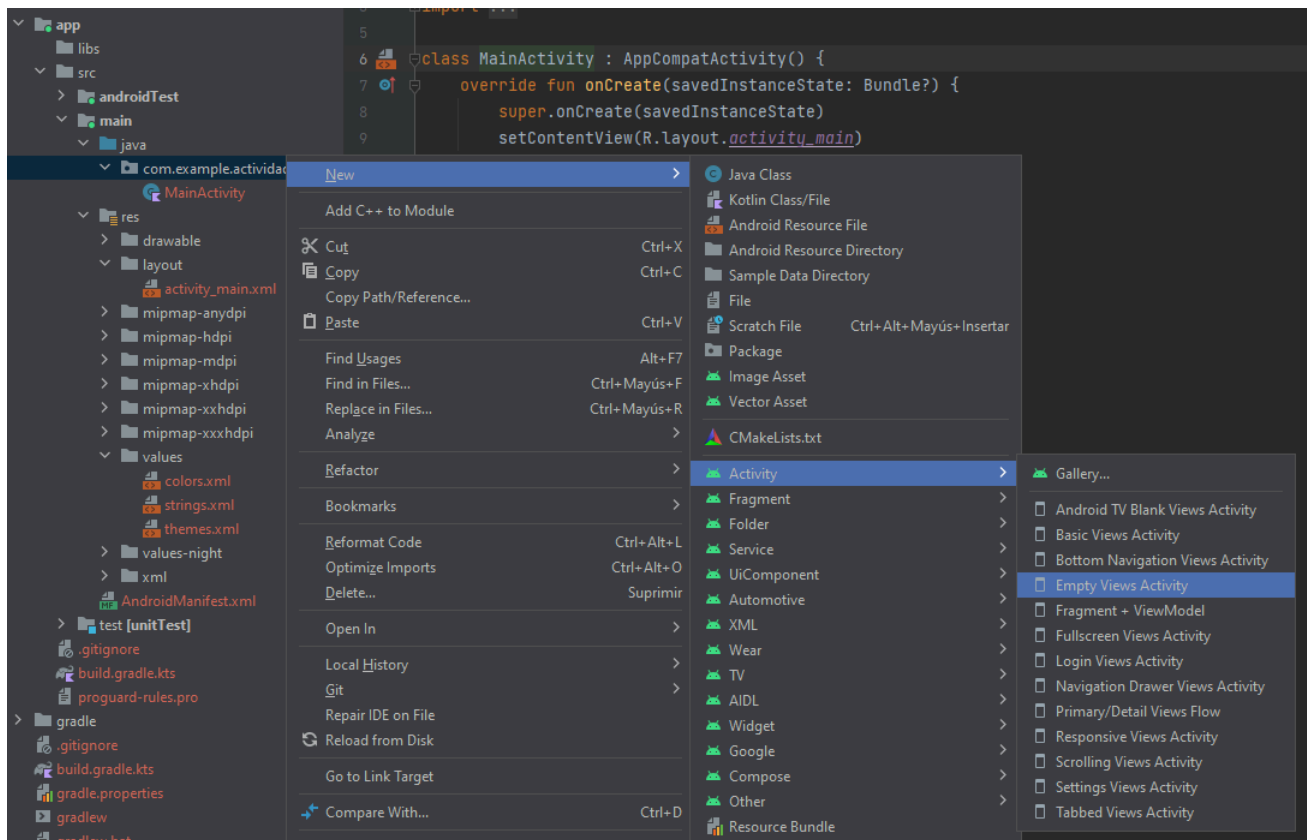 app
libs
src
androidTest
main
java
com.example.actividad
MainActivity
res
drawable
layout
activity_main.xml
mipmap-anydpi
mipmap-hdpi
mipmap-mdpi
mipmap-xhdpi
mipmap-xxhdpi
mipmap-xxxhdpi
values
colors.xml
strings.xml
themes.xml
values-night
xml
AndroidManifest.xml
test [unitTest]
.gitignore
build.gradle.kts
proguard-rules.pro
gradle
.gitignore
build.gradle.kts
gradle.properties
gradlew
import ...
5
6 class MainActivity : AppCompatActivity() {
7 override fun onCreate(savedInstanceState: Bundle?) {
8 super.onCreate(savedInstanceState)
9 setContentView(R.layout.activity_main)
New
Add C++ to Module
Cut Ctrl+X
Copy Ctrl+C
Copy Path/Reference...
Paste Ctrl+V
Find Usages Alt+F7
Find in Files... Ctrl+Mayús+F
Replace in Files... Ctrl+Mayús+R
Analyze
Refactor
Bookmarks
Reformat Code Ctrl+Alt+L
Optimize Imports Ctrl+Alt+O
Delete... Suprimir
Open In
Local History
Git
Repair IDE on File
Reload from Disk
Go to Link Target
Compare With... Ctrl+D
Java Class
Kotlin Class/File
Android Resource File
Android Resource Directory
Sample Data Directory
File
Scratch File Ctrl+Alt+Mayús+Insertar
Package
Image Asset
Vector Asset
CMakeLists.txt
Activity
Fragment
Folder
Service
UiComponent
Automotive
XML
Wear
TV
AIDL
Widget
Google
Compose
Other
Resource Bundle
Gallery...
Android TV Blank Views Activity
Basic Views Activity
Bottom Navigation Views Activity
Empty Views Activity
Fragment + ViewModel
Fullscreen Views Activity
Login Views Activity
Navigation Drawer Views Activity
Primary/Detail Views Flow
Responsive Views Activity
Scrolling Views Activity
Settings Views Activity
Tabbed Views Activity